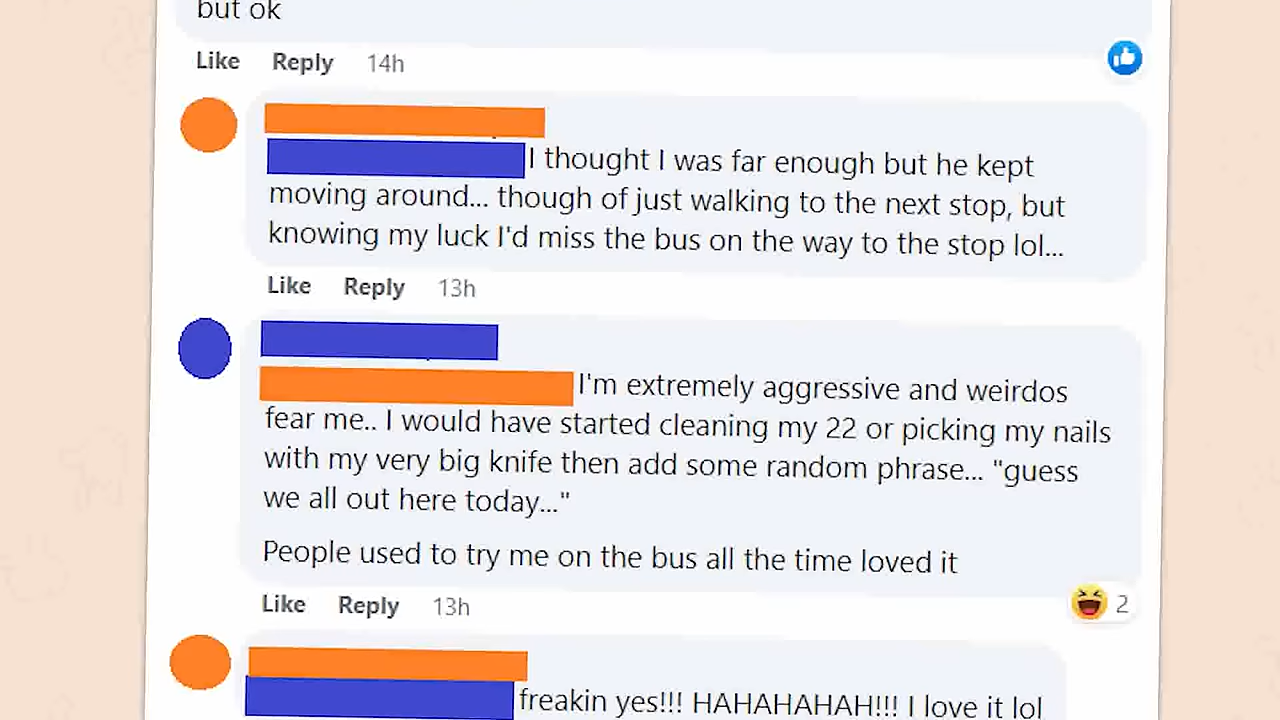 but ok
Like Reply 14h
I thought I was far enough but he kept
moving around... though of just walking to the next stop, but
knowing my luck I'd miss the bus on the way to the stop lol...
Like Reply 13h
I'm extremely aggressive and weirdos
fear me.. I would have started cleaning my 22 or picking my nails
with my very big knife then add some random phrase... "guess
we all out here today..."
People used to try me on the bus all the time loved it
Like Reply 13h
2
freakin yes!!! HAHAHAHAH!!! I love it lol